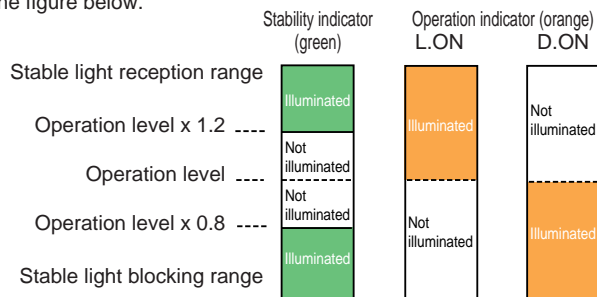 he figure below.
Stability indicator
(green)
Operation indicator (orange)
L.ON
D.ON
Stable light reception range
Operation level x 1.2
Operation level
Operation level x 0.8
Stable light blocking range
Illuminated
Not
illuminated
Not
illuminated
Illuminated
Illuminated
Not
illuminated
Not
illuminated
Illuminated